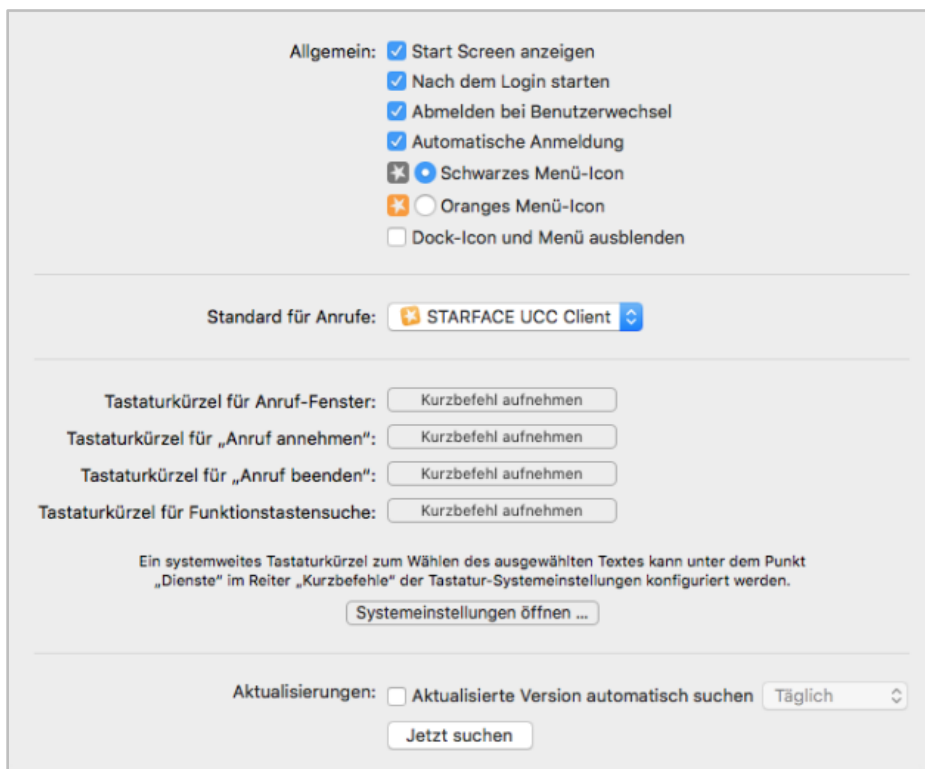 Allgemein: Start Screen anzeigen
Nach dem Login starten
Abmelden bei Benutzerwechsel
Automatische Anmeldung
Schwarzes Menü-Icon
Oranges Menü-Icon
Dock-Icon und Menü ausblenden
Standard für Anrufe: STARFACE UCC Client
Tastaturkürzel für Anruf-Fenster: Kurzbefehl aufnehmen
Tastaturkürzel für „Anruf annehmen“: Kurzbefehl aufnehmen
Tastaturkürzel für „Anruf beenden“: Kurzbefehl aufnehmen
Tastaturkürzel für Funktionstastensuche: Kurzbefehl aufnehmen
Ein systemweites Tastaturkürzel zum Wählen des ausgewählten Textes kann unter dem Punkt
„Dienste“ im Reiter „Kurzbefehle“ der Tastatur-Systemeinstellungen konfiguriert werden.
Systemeinstellungen öffnen ...
Aktualisierungen: Aktualisierte Version automatisch suchen Täglich
Jetzt suchen